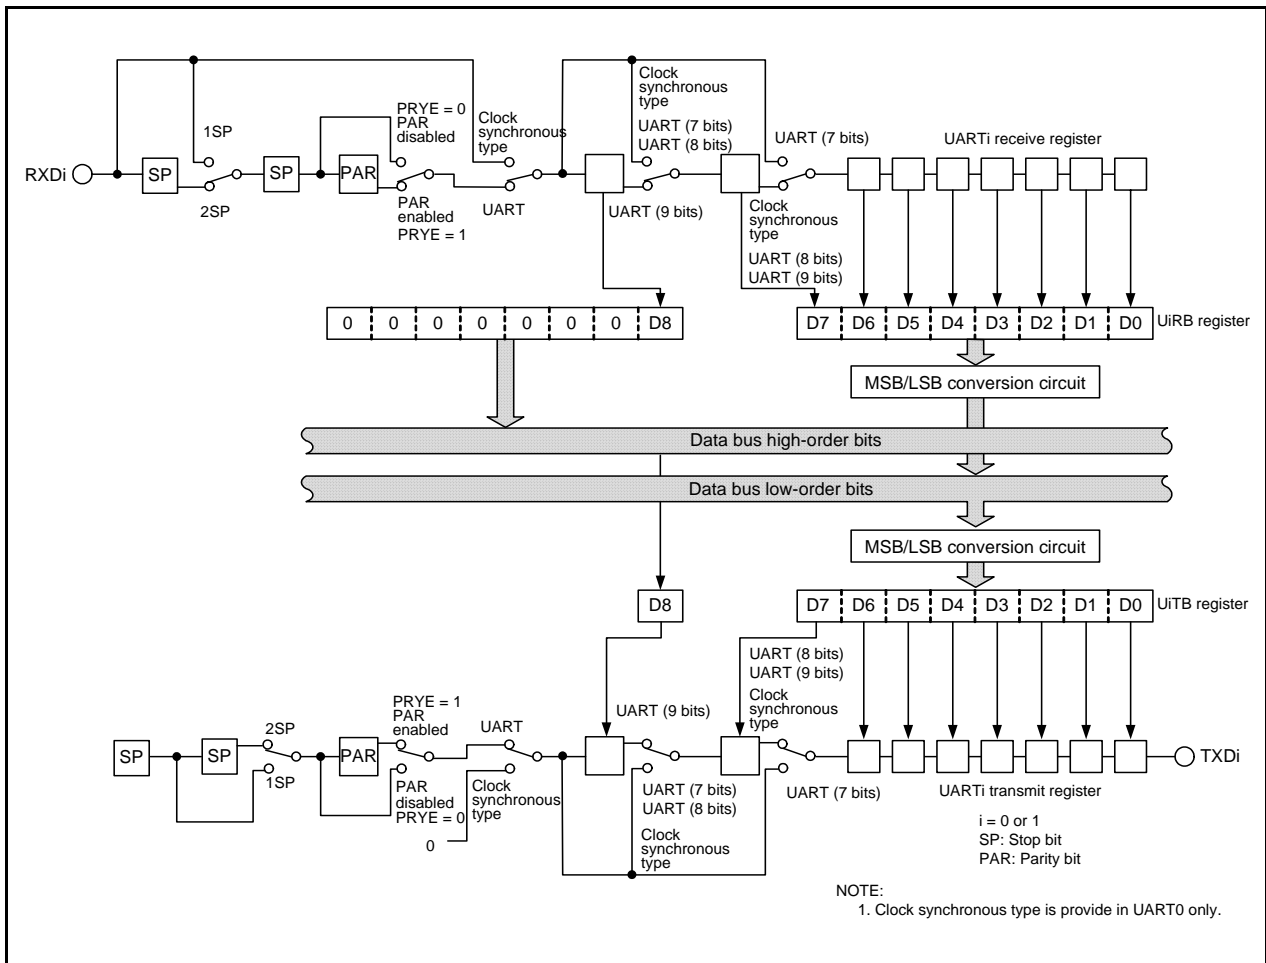 Clock
synchronous
type
PRYE = 0
PAR
disabled
Clock
synchronous
type
1SP
UART (7 bits)
UART (8 bits)
UART (7 bits)
UARTi receive register
RXDi
SP
SP
PAR
2SP
PAR
enabled
PRYE = 1
UART
UART (9 bits)
Clock
synchronous
type
UART (8 bits)
UART (9 bits)
0 0 0 0 0 0 0 D8
D7 D6 D5 D4 D3 D2 D1 D0
UiRB register
MSB/LSB conversion circuit
Data bus high-order bits
Data bus low-order bits
MSB/LSB conversion circuit
D8
D7 D6 D5 D4 D3 D2 D1 D0
UiTB register
UART (8 bits)
UART (9 bits)
Clock
synchronous
type
PRYE = 1
PAR
enabled
2SP
UART
UART (9 bits)
SP
SP
PAR
TXDi
1SP
PAR
disabled
PRYE = 0
Clock
synchronous
type
0
UART (7 bits)
UART (8 bits)
Clock
synchronous
type
UART (7 bits)
UARTi transmit register
i = 0 or 1
SP: Stop bit
PAR: Parity bit
NOTE:
1. Clock synchronous type is provide in UART0 only.